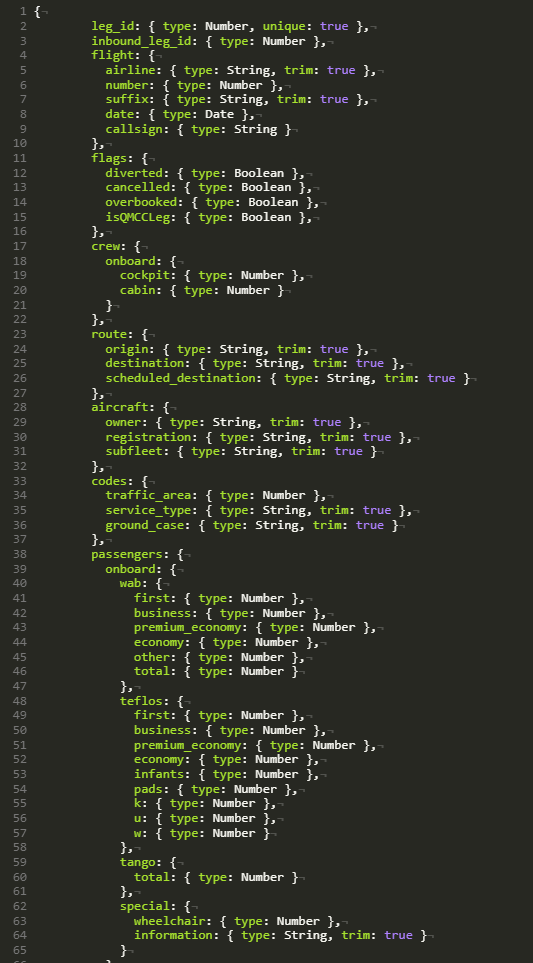 1 {¬
2 leg_id: { type: Number, unique: true },¬
3 inbound_leg_id: { type: Number },¬
4 flight: {¬
5 airline: { type: String, trim: true },¬
6 number: { type: Number },¬
7 suffix: { type: String, trim: true },¬
8 date: { type: Date },¬
9 callsign: { type: String }¬
10 },¬
11 flags: {¬
12 diverted: { type: Boolean },¬
13 cancelled: { type: Boolean },¬
14 overbooked: { type: Boolean },¬
15 isQMCCLeg: { type: Boolean },¬
16 },¬
17 crew: {¬
18 onboard: {¬
19 cockpit: { type: Number },¬
20 cabin: { type: Number }¬
21 }¬
22 },¬
23 route: {¬
24 origin: { type: String, trim: true },¬
25 destination: { type: String, trim: true },¬
26 scheduled_destination: { type: String, trim: true }¬
27 },¬
28 aircraft: {¬
29 owner: { type: String, trim: true },¬
30 registration: { type: String, trim: true },¬
31 subfleet: { type: String, trim: true }¬
32 },¬
33 codes: {¬
34 traffic_area: { type: Number },¬
35 service_type: { type: String, trim: true },¬
36 ground_case: { type: String, trim: true }¬
37 },¬
38 passengers: {¬
39 onboard: {¬
40 wab: {¬
41 first: { type: Number },¬
42 business: { type: Number },¬
43 premium_economy: { type: Number },¬
44 economy: { type: Number },¬
45 other: { type: Number },¬
46 total: { type: Number }¬
47 },¬
48 teflos: {¬
49 first: { type: Number },¬
50 business: { type: Number },¬
51 premium_economy: { type: Number },¬
52 economy: { type: Number },¬
53 infants: { type: Number },¬
54 pads: { type: Number },¬
55 k: { type: Number },¬
56 u: { type: Number },¬
57 w: { type: Number }¬
58 },¬
59 tango: {¬
60 total: { type: Number }¬
61 },¬
62 special: {¬
63 wheelchair: { type: Number },¬
64 information: { type: String, trim: true }¬
65 }¬